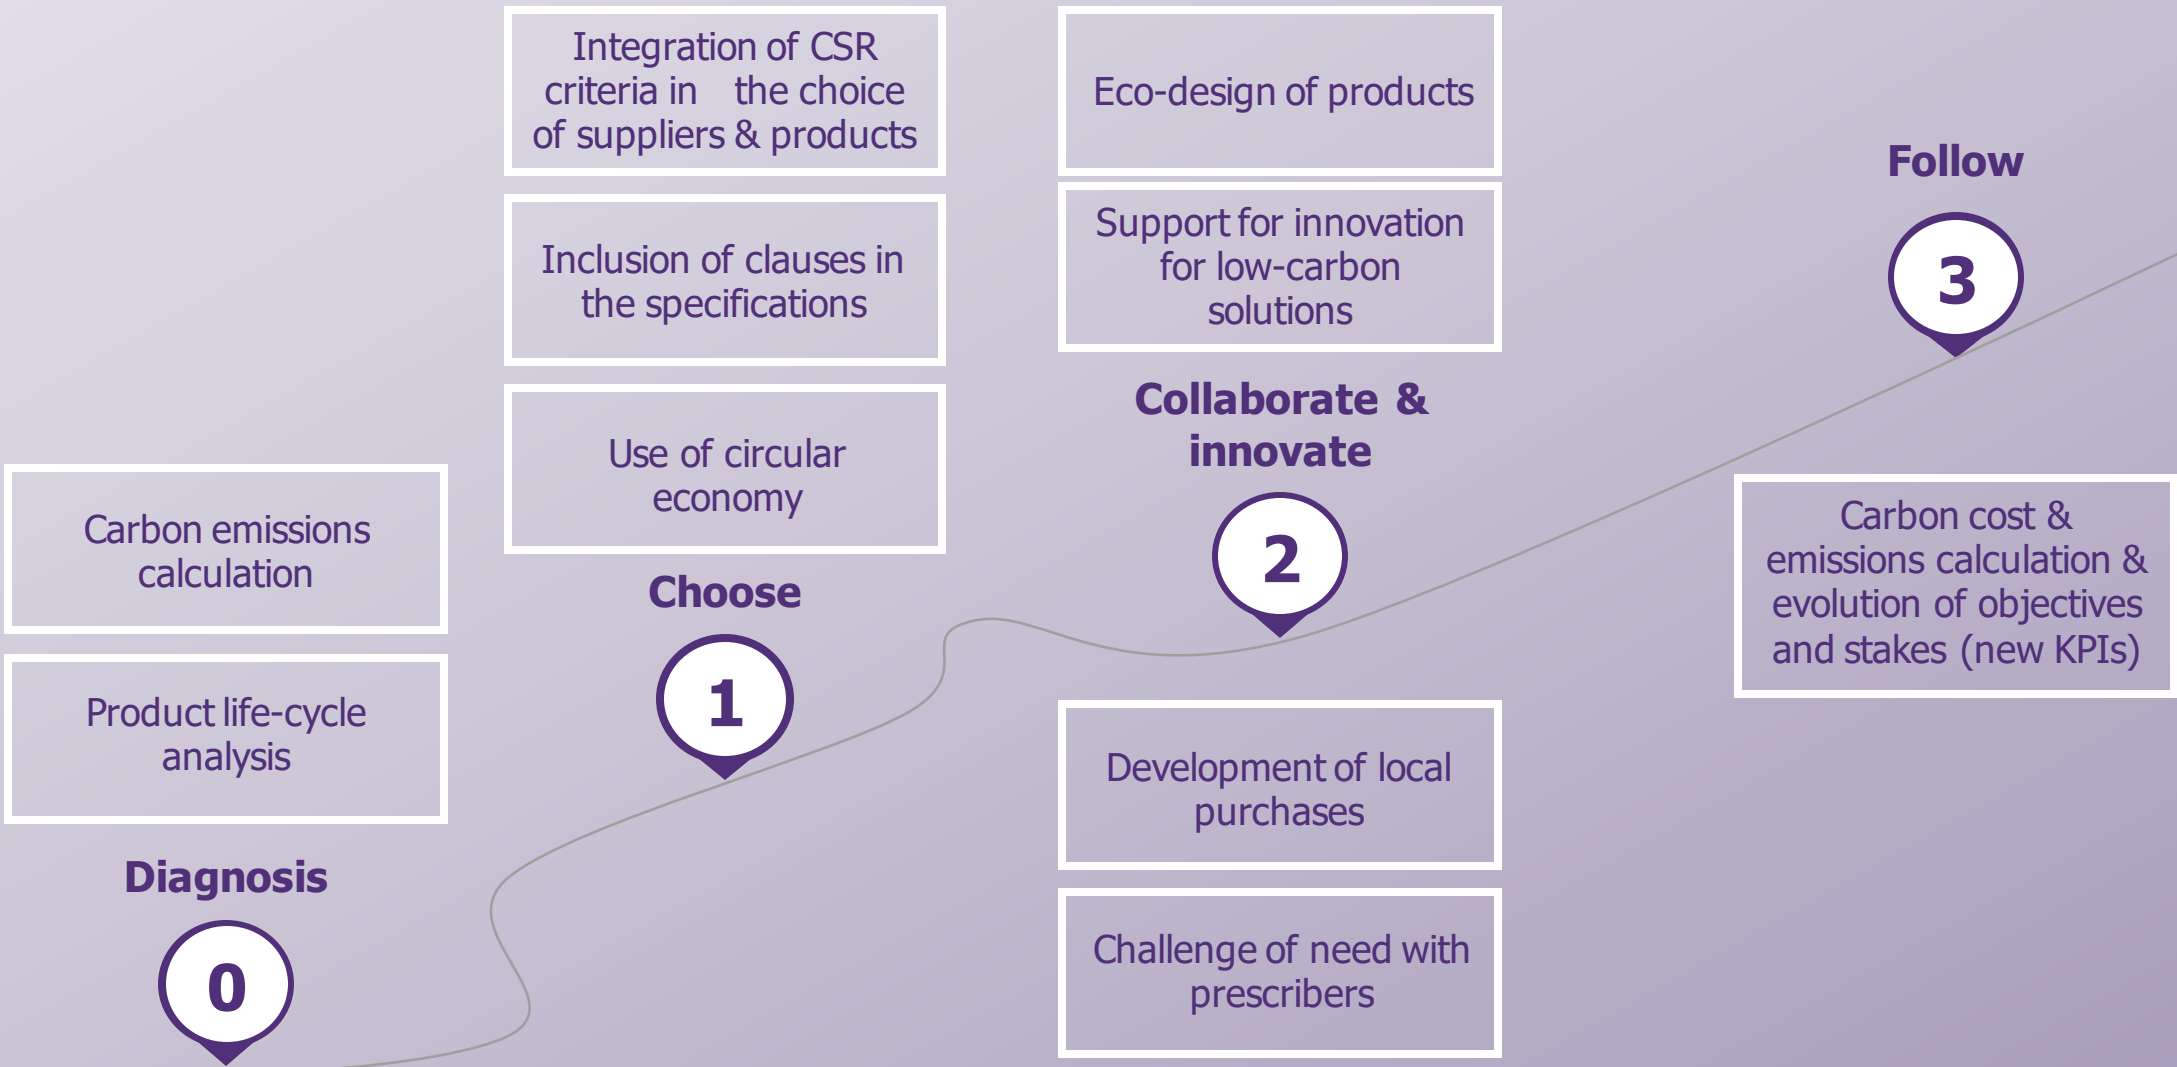 Carbon emissions
calculation
Product life-cycle
analysis
Diagnosis
0
Integration of CSR
criteria in the choice
of suppliers & products
Inclusion of clauses in
the specifications
Use of circular
economy
Choose
1
Eco-design of products
Support for innovation
for low-carbon
solutions
Collaborate &
innovate
2
Development of local
purchases
Challenge of need with
prescribers
Follow
3
Carbon cost &
emissions calculation &
evolution of objectives
and stakes (new KPIs)